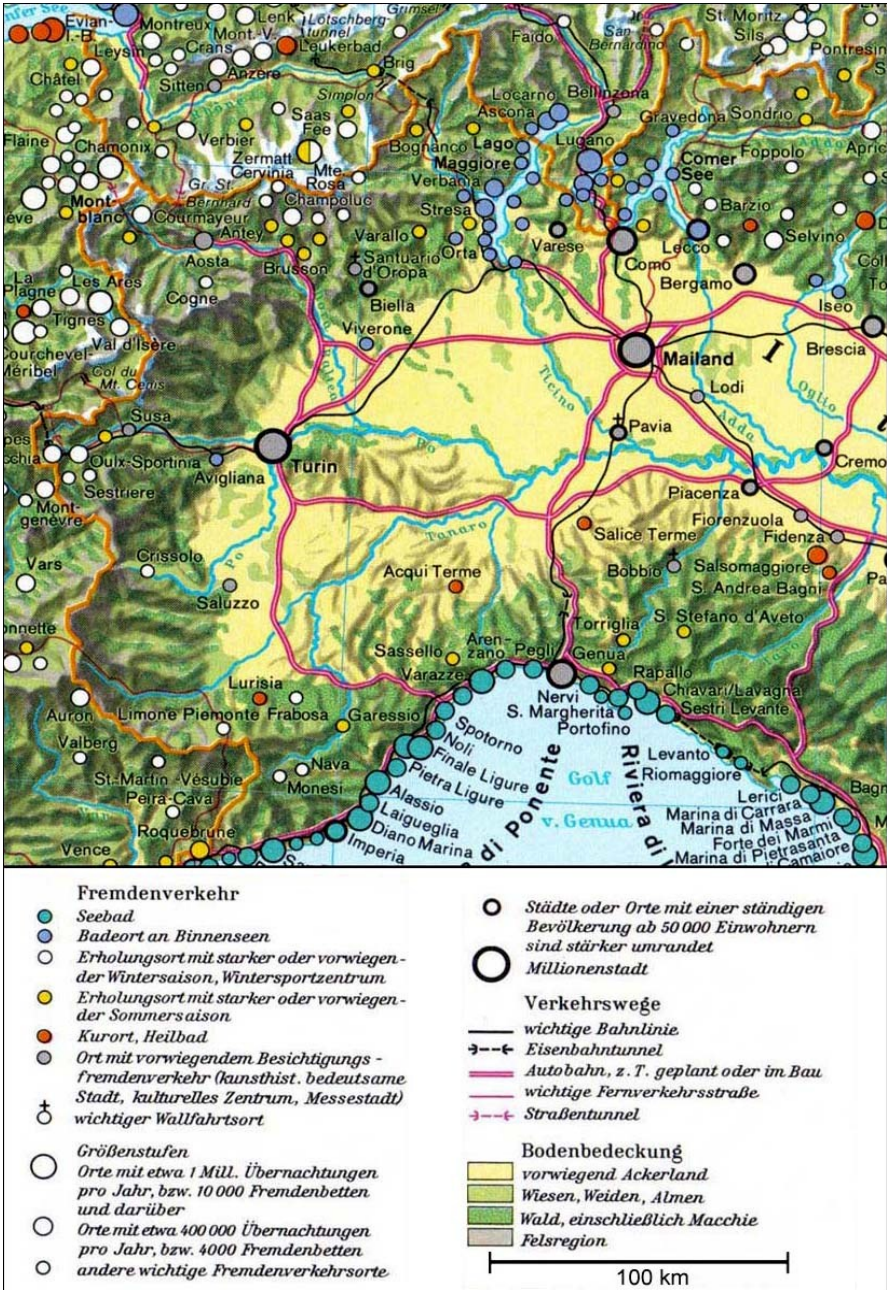 Evian-
I.-B.
Montreux
Lenk
Lötschberg-
tunnel
Grimsel
St. Moritz
Sils
Leysin
Crans
Mont.-V.
Leukerbad
Faido
San
Bernardino
Pontresin
Châtel
Anzere
Brig
Sitten
Simplon
Bellinzona
Locarno
Ascona
Gravedona
Sondrio
Saas
Fee
Verbier
Bognanco
Lugano
Flaine
Chamonix
Zermatt
Cervinia
Lago
Maggiore
Comer
See
Foppolo
Adda
Apric
Mte.
Rosa
Verbania
Mont-
blanc
Gr. St.
Bernhard
Champoluc
Stresa
Barzio
Courmayeur
Antey
Varallo
Varese
Lecco
Selvino
Aosta
Brusson
Santuario
d'Oropa
Orta
Como
Bergamo
La
Plagne
Les Ares
Cogne
Biella
Iseo
Tignes
Viverone
Courchevel-
Méribel
Val d'Isère
Mailand
I
Brescia
Col du
Mt. Cenis
Lodi
Ticino
Oglio
Susa
Adda
Pavia
Po
Oulx-Sportinia
Turin
Cremo
Avigliana
Sestriere
Piacenza
Mont-
genèvre
Tanaro
Fiorenzuola
Salice Terme
Fidenza
Crissolo
Po
Vars
Acqui Terme
Bobbio
Salsomaggiore
S. Andrea Bagni
Saluzzo
S. Stefano d'Aveto
Torriglia
Aren-
zano
Pegli
Genua
Sassello
Varazze
Rapallo
Lurisia
Nervi
Chiavari/Lavagna
Auron
Limone Piemonte
Frabosa
Garessio
S. Margherita
Sestri Levante
Portofino
Valberg
Spotorno
Noli
Levanto
Riomaggiore
St.-Martin-Vésubie
Nava
Finale Ligure
Golf
v. Genua
Monesi
Pietra Ligure
Peira-Cava
Alassio
Lerici
Laigueglia
Marina di Carrara
Roquebrune
Diano Marina
Marina di Massa
Imperia
Forte dei Marmi
Vence
Marina di Pietrasanta
di Ponente
Riviera di
Fremdenverkehr
Seebad
Badeort an Binnenseen
Erholungsort mit starker oder vorwiegen-
der Wintersaison, Wintersportzentrum
Erholungsort mit starker oder vorwiegen-
der Sommersaison
Kurort, Heilbad
Ort mit vorwiegendem Besichtigungs-
fremdenverkehr (kunsthist. bedeutsame
Stadt, kulturelles Zentrum, Messestadt)
wichtiger Wallfahrtsort
Größenstufen
Orte mit etwa 1 Mill. Übernachtungen
pro Jahr, bzw. 10 000 Fremdenbetten
und darüber
Orte mit etwa 400 000 Übernachtungen
pro Jahr, bzw. 4000 Fremdenbetten
andere wichtige Fremdenverkehrsorte
Städte oder Orte mit einer ständigen
Bevölkerung ab 50 000 Einwohnern
sind stärker umrandet
Millionenstadt
Verkehrswege
wichtige Bahnlinie
Eisenbahntunnel
Autobahn, z. T. geplant oder im Bau
wichtige Fernverkehrsstraße
Straßentunnel
Bodenbedeckung
vorwiegend Ackerland
Wiesen, Weiden, Almen
Wald, einschließlich Macchie
Felsregion
100 km